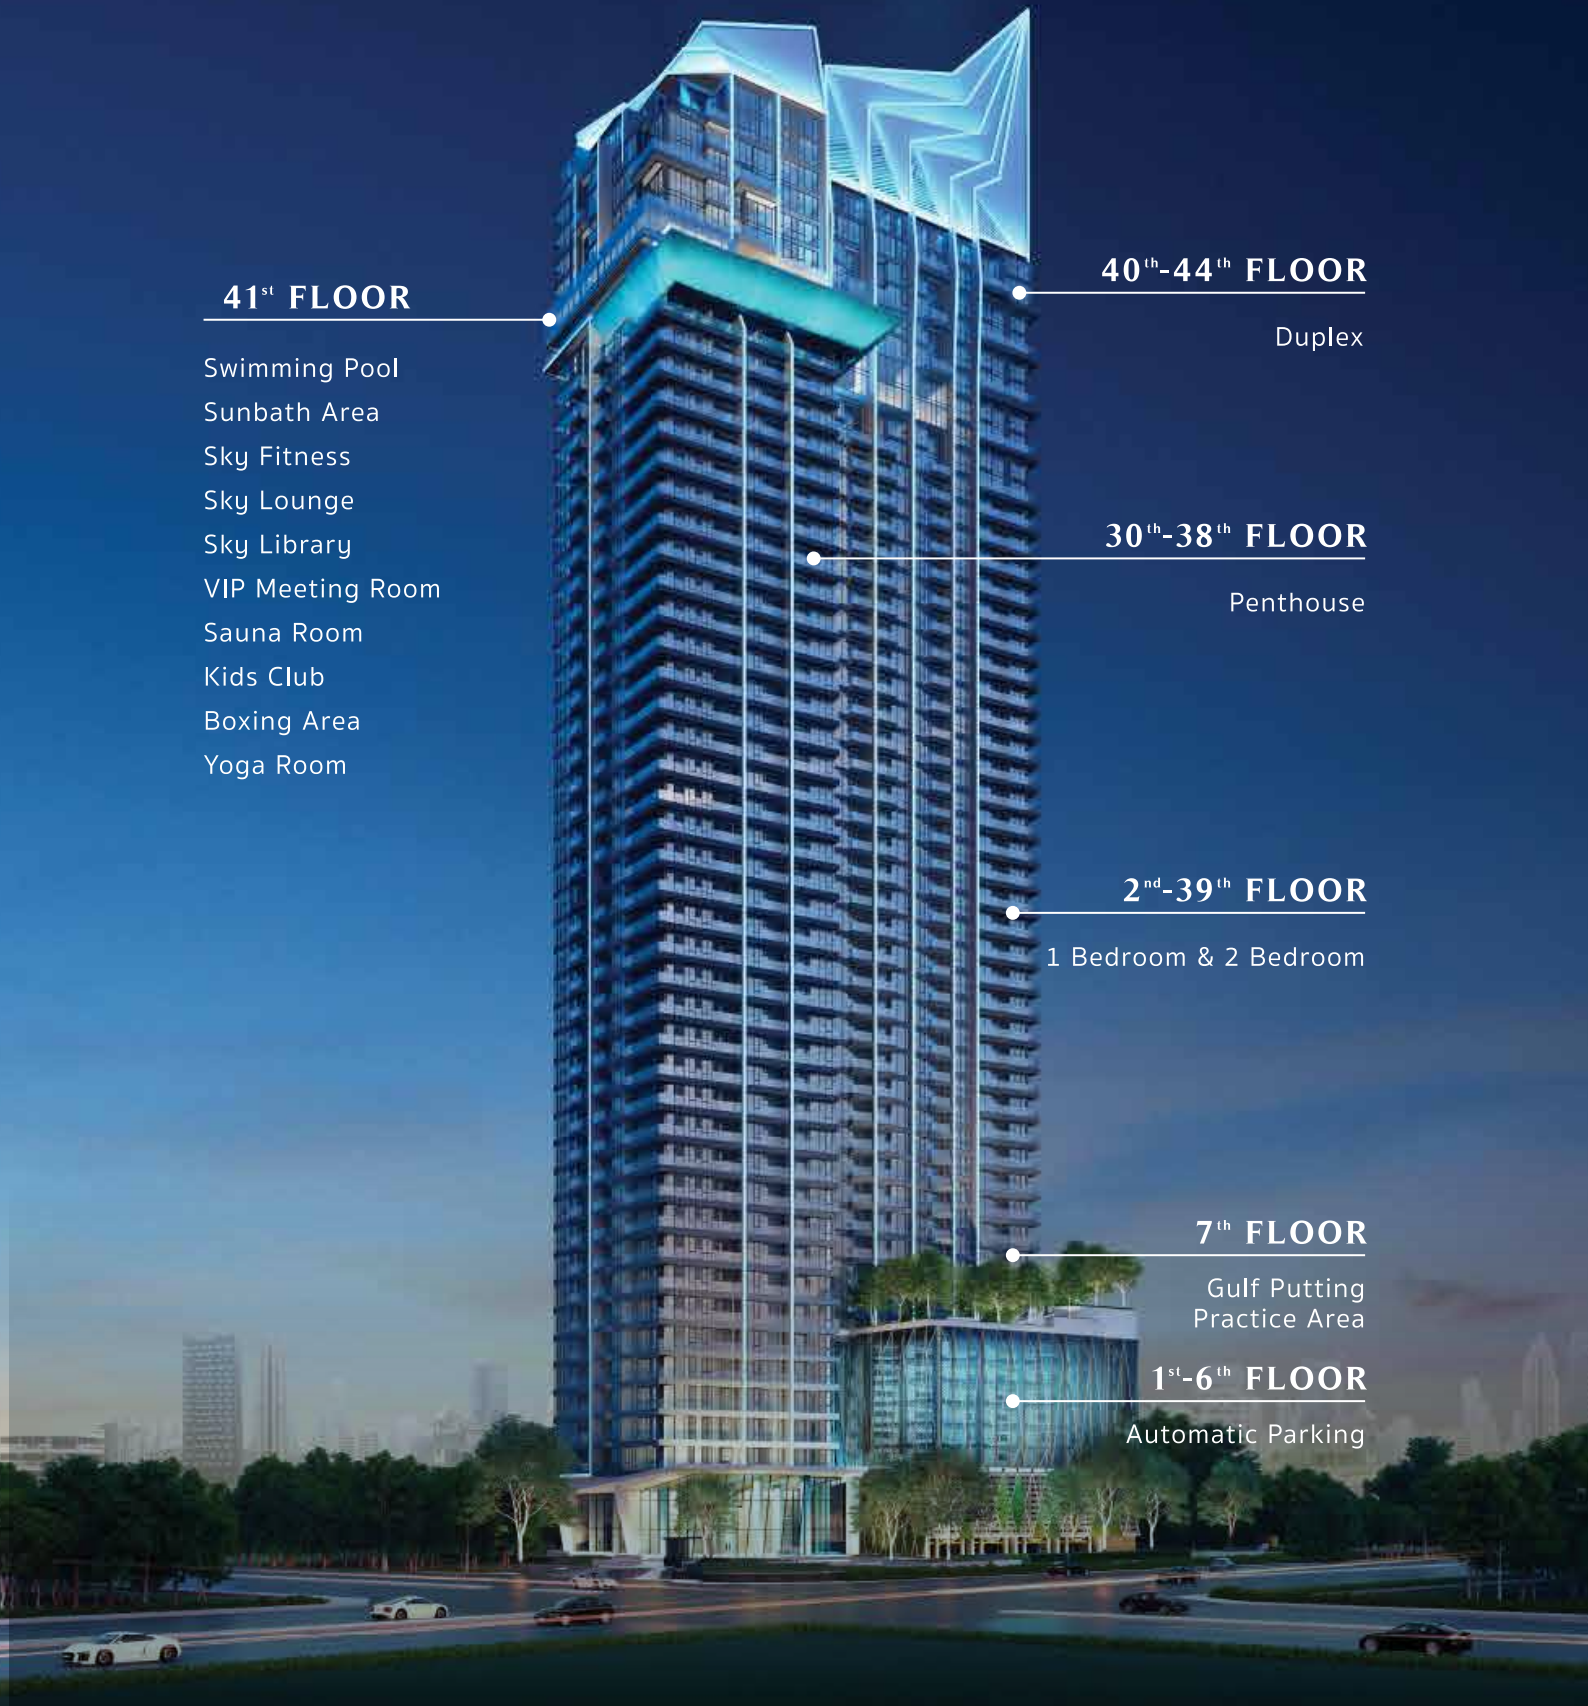 41st FLOOR
Swimming Pool
Sunbath Area
Sky Fitness
Sky Lounge
Sky Library
VIP Meeting Room
Sauna Room
Kids Club
Boxing Area
Yoga Room
40th-44th FLOOR
Duplex
30th-38th FLOOR
Penthouse
2nd-39th FLOOR
1 Bedroom & 2 Bedroom
7th FLOOR
Gulf Putting
Practice Area
1st-6th FLOOR
Automatic Parking